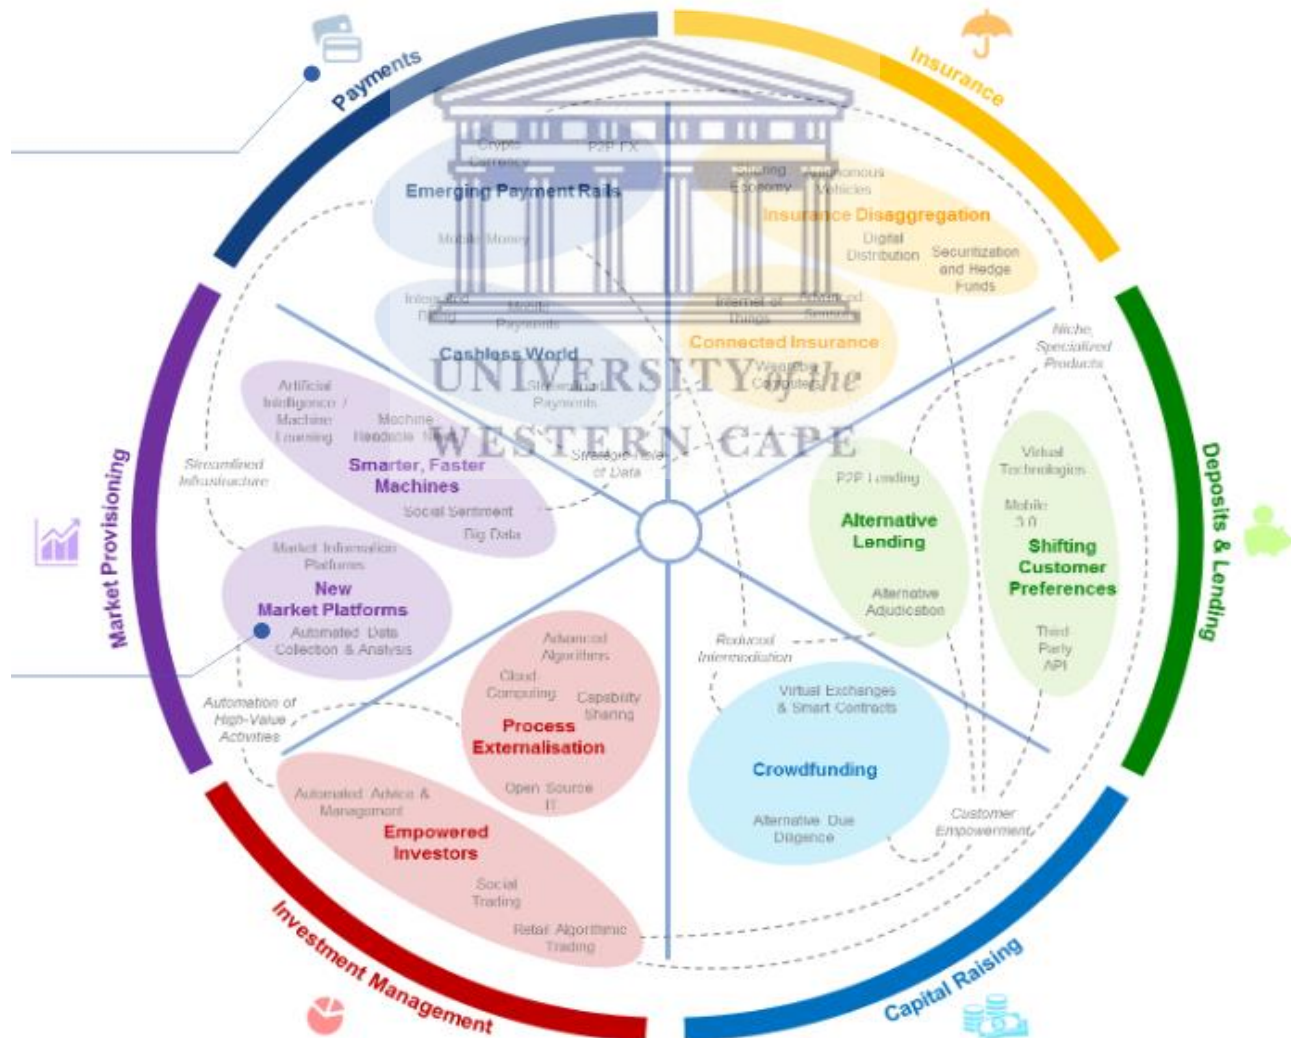 Payments
Insurance
Crypto
Currency
P2P FX
Emerging Payment Rails
Mobile Money
Sharing
Economy
Autonomous
Vehicles
Insurance Disaggregation
Digital
Distribution
Securitization
and Hedge
Funds
Integrated
Billing
Mobile
Payments
Cashless World
Streamlined
Payments
Internet of
Things
Advanced
Sensors
Connected Insurance
Wearable
Computers
UNIVERSITY of the
WESTERN CAPE
Niche,
Specialized
Products
Artificial
Intelligence /
Machine
Learning
Machine
Readable
Smarter, Faster
Machines
Social Sentiment
Big Data
Streamlined
Infrastructure
Strategic Role
of Data
P2P Lending
Alternative
Lending
Alternative
Adjudication
Virtual
Technologies
Mobile
3.0
Shifting
Customer
Preferences
Third
Party
API
Deposits & Lending
Market Provisioning
Market Information
Platforms
New
Market Platforms
Automated Data
Collection & Analysis
Automation of
High-Value
Activities
Advanced
Algorithms
Cloud
Computing
Capability
Sharing
Process
Externalisation
Open Source
IT
Reduced
Intermediation
Virtual Exchanges
& Smart Contracts
Crowdfunding
Alternative Due
Diligence
Customer
Empowerment
Automated Advice &
Management
Empowered
Investors
Social
Trading
Retail Algorithmic
Trading
Investment Management
Capital Raising